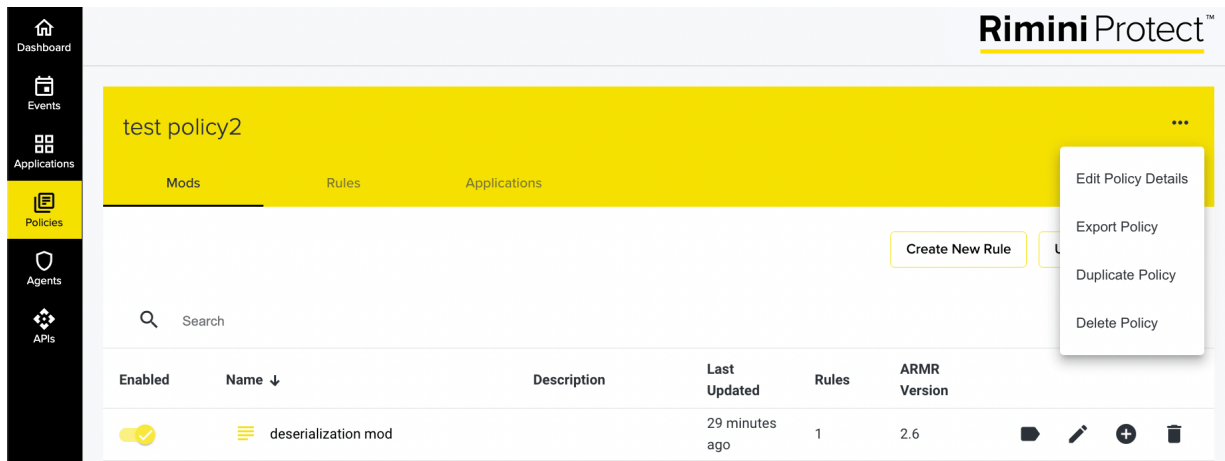 Dashboard
Rimini Protect™
Events
test policy2
Applications
Mods Rules Applications
Edit Policy Details
Policies
Export Policy
Create New Rule
Agents
Duplicate Policy
Search
Delete Policy
APIs
Enabled Name ↓ Description Last Updated Rules ARMR Version
deserialization mod 29 minutes ago 1 2.6